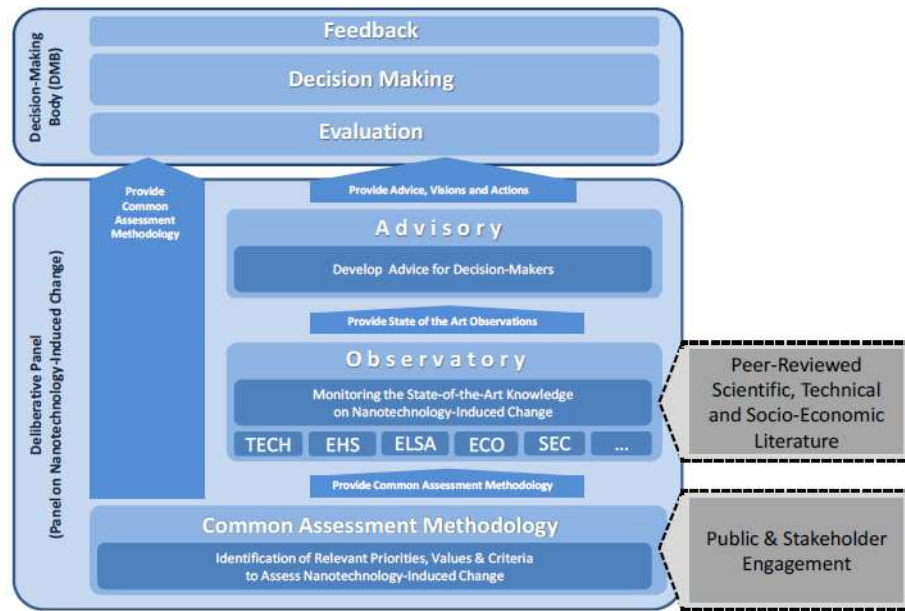 Decision-Making
Body (DMB)
Feedback
Decision Making
Evaluation
Deliberative Panel
(Panel on Nanotechnology-Induced Change)
Provide
Common
Assessment
Methodology
Provide Advice, Visions and Actions
Advisory
Develop Advice for Decision-Makers
Provide State of the Art Observations
Observatory
Monitoring the State-of-the-Art Knowledge
on Nanotechnology-Induced Change
TECH EHS ELSA ECO SEC ...
Provide Common Assessment Methodology
Common Assessment Methodology
Identification of Relevant Priorities, Values & Criteria
to Assess Nanotechnology-Induced Change
Peer-Reviewed
Scientific, Technical
and Socio-Economic
Literature
Public & Stakeholder
Engagement